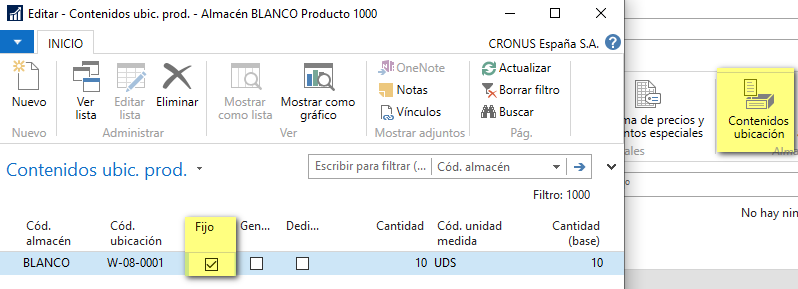 Editar - Contenidos ubic. prod. - Almacén BLANCO Producto 1000
INICIO
CRONUS España S.A.
Nuevo
Ver lista
Editar lista
Eliminar
Mostrar como lista
Mostrar como gráfico
OneNote
Notas
Vínculos
Actualizar
Borrar filtro
Buscar
Nuevo
Administrar
Ver
Mostrar adjuntos
Pág.
Contenidos ubic. prod.
Escribir para filtrar (...
Cód. almacén
Filtro: 1000
Cód. almacén
Cód. ubicación
Fijo
Gen...
Dedi...
Cantidad
Cód. unidad medida
Cantidad (base)
BLANCO
W-08-0001
10
UDS
10
ma de precios y
ntos especiales
ales
Contenidos ubicación
Alma
No hay nin